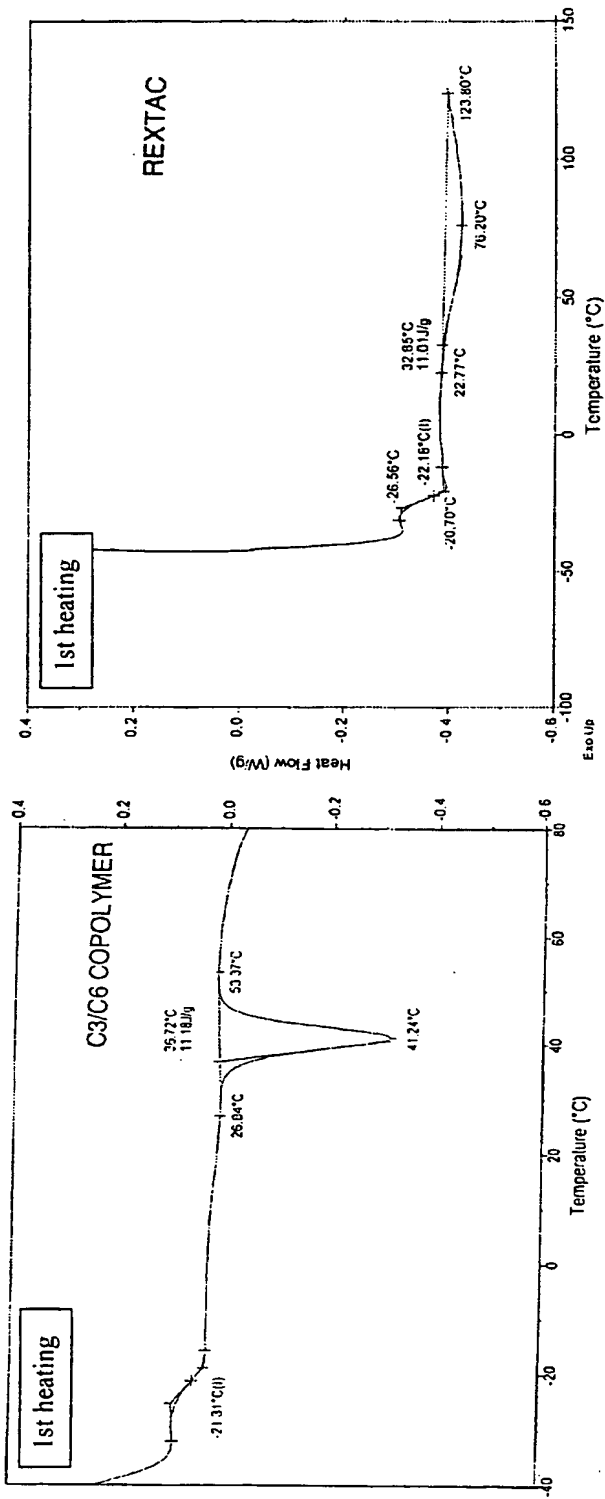 1st heating
C3/C6 COPOLYMER
0.4
0.2
0.0
-0.2
-0.4
-0.6
-21.31°C(I)
26.84°C
36.72°C
11.18J/g
53.37°C
41.24°C
-40
-20
0
20
40
60
80
Temperature (°C)
1st heating
REXTAC
0.4
0.2
0.0
-0.2
-0.4
-0.6
Heat Flow (W/g)
-26.56°C
-22.18°C(I)
-20.70°C
32.85°C
11.01J/g
22.77°C
76.20°C
123.80°C
-100
-50
0
50
100
150
Exo Up
Temperature (°C)